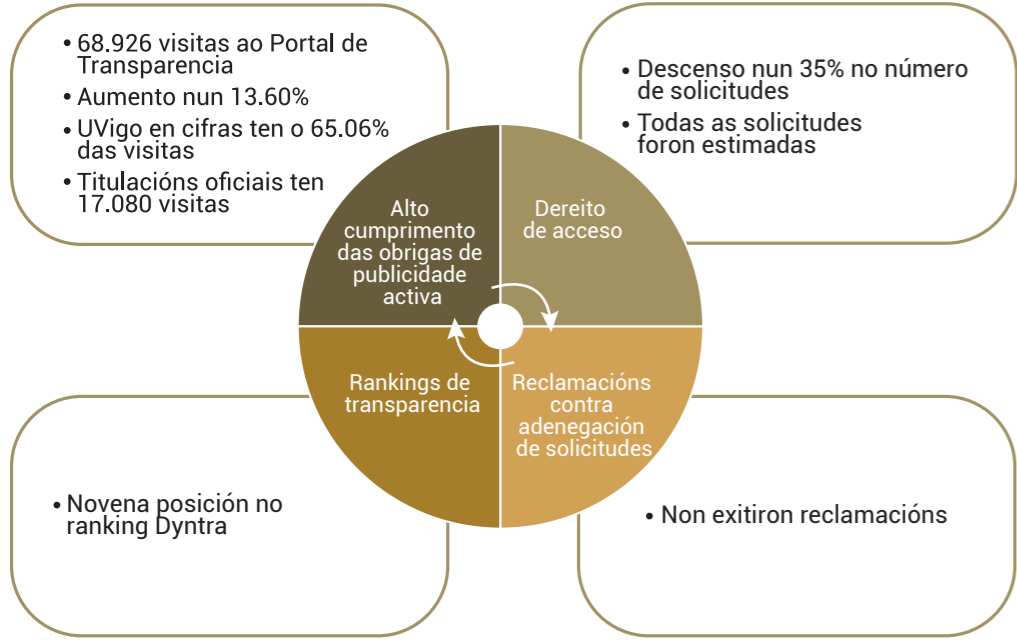 • 68.926 visitas ao Portal de
Transparencia
• Aumento nun 13.60%
• UVigo en cifras ten o 65.06%
das visitas
• Titulacións oficiais ten
17.080 visitas
• Descenso nun 35% no número
de solicitudes
• Todas as solicitudes
foron estimadas
Alto
cumprimento
das obrigas de
publicidade
activa
Dereito
de acceso
Rankings de
transparencia
Reclamacións
contra
adenegación
de solicitudes
• Novena posición no
ranking Dyntra
• Non exitiron reclamacións